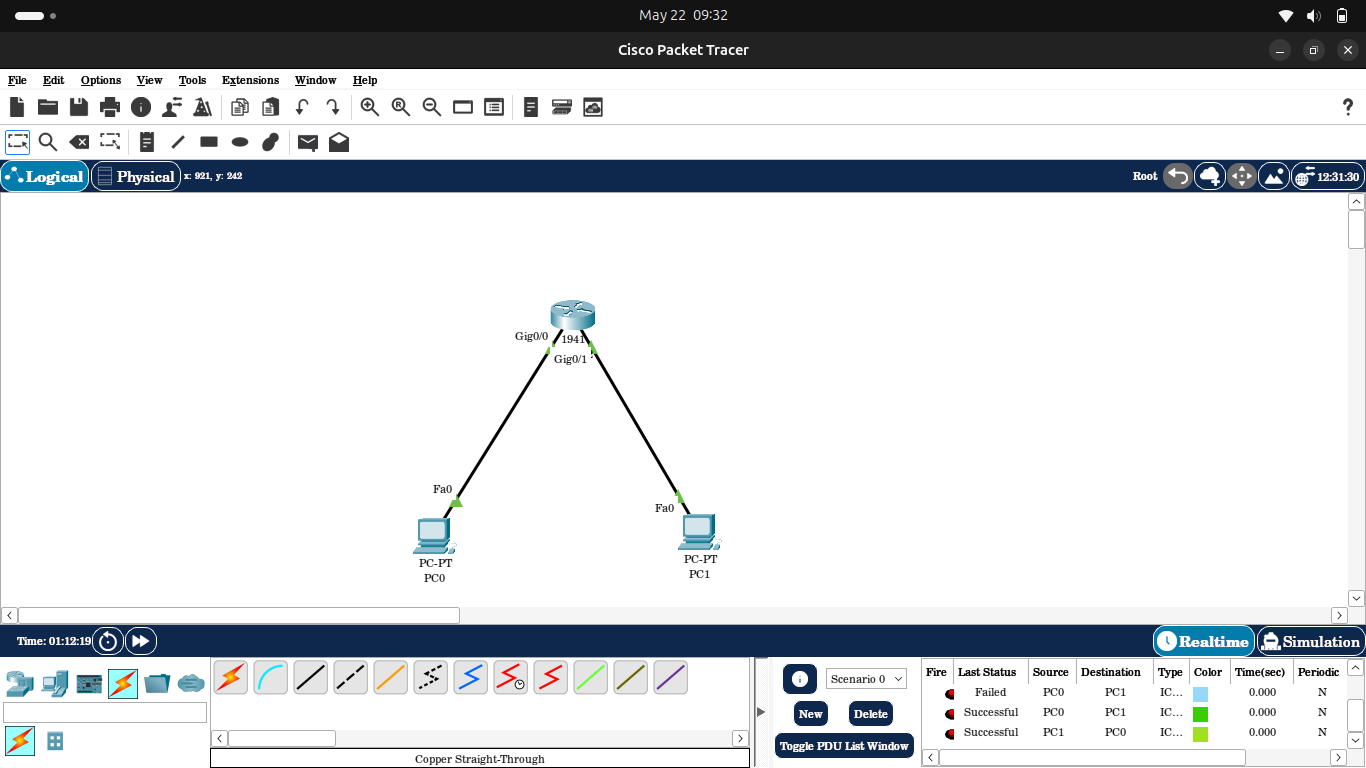 May 22 09:32
Cisco Packet Tracer
File Edit Options View Tools Extensions Window Help
Logical Physical x: 921, y: 242 Root 12:31:30
Gig0/0
1941
Gig0/1
Fa0
Fa0
PC-PT
PC0
PC-PT
PC1
Time: 01:12:19 Realtime Simulation
Scenario 0
New Delete
Toggle PDU List Window
Copper Straight-Through
Fire Last Status Source Destination Type Color Time(sec) Periodic
Failed PC0 PC1 IC... 0.000 N
Successful PC0 PC1 IC... 0.000 N
Successful PC1 PC0 IC... 0.000 N